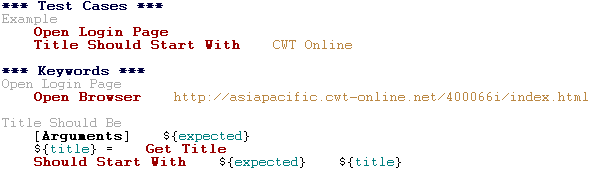 *** Test Cases ***
Example
    Open Login Page
    Title Should Start With    CWT Online

*** Keywords ***
Open Login Page
    Open Browser    http://asiapacific.cwt-online.net/400066i/index.html

Title Should Be
    [Arguments]    ${expected}
    ${title} =    Get Title
    Should Start With    ${expected}    ${title}